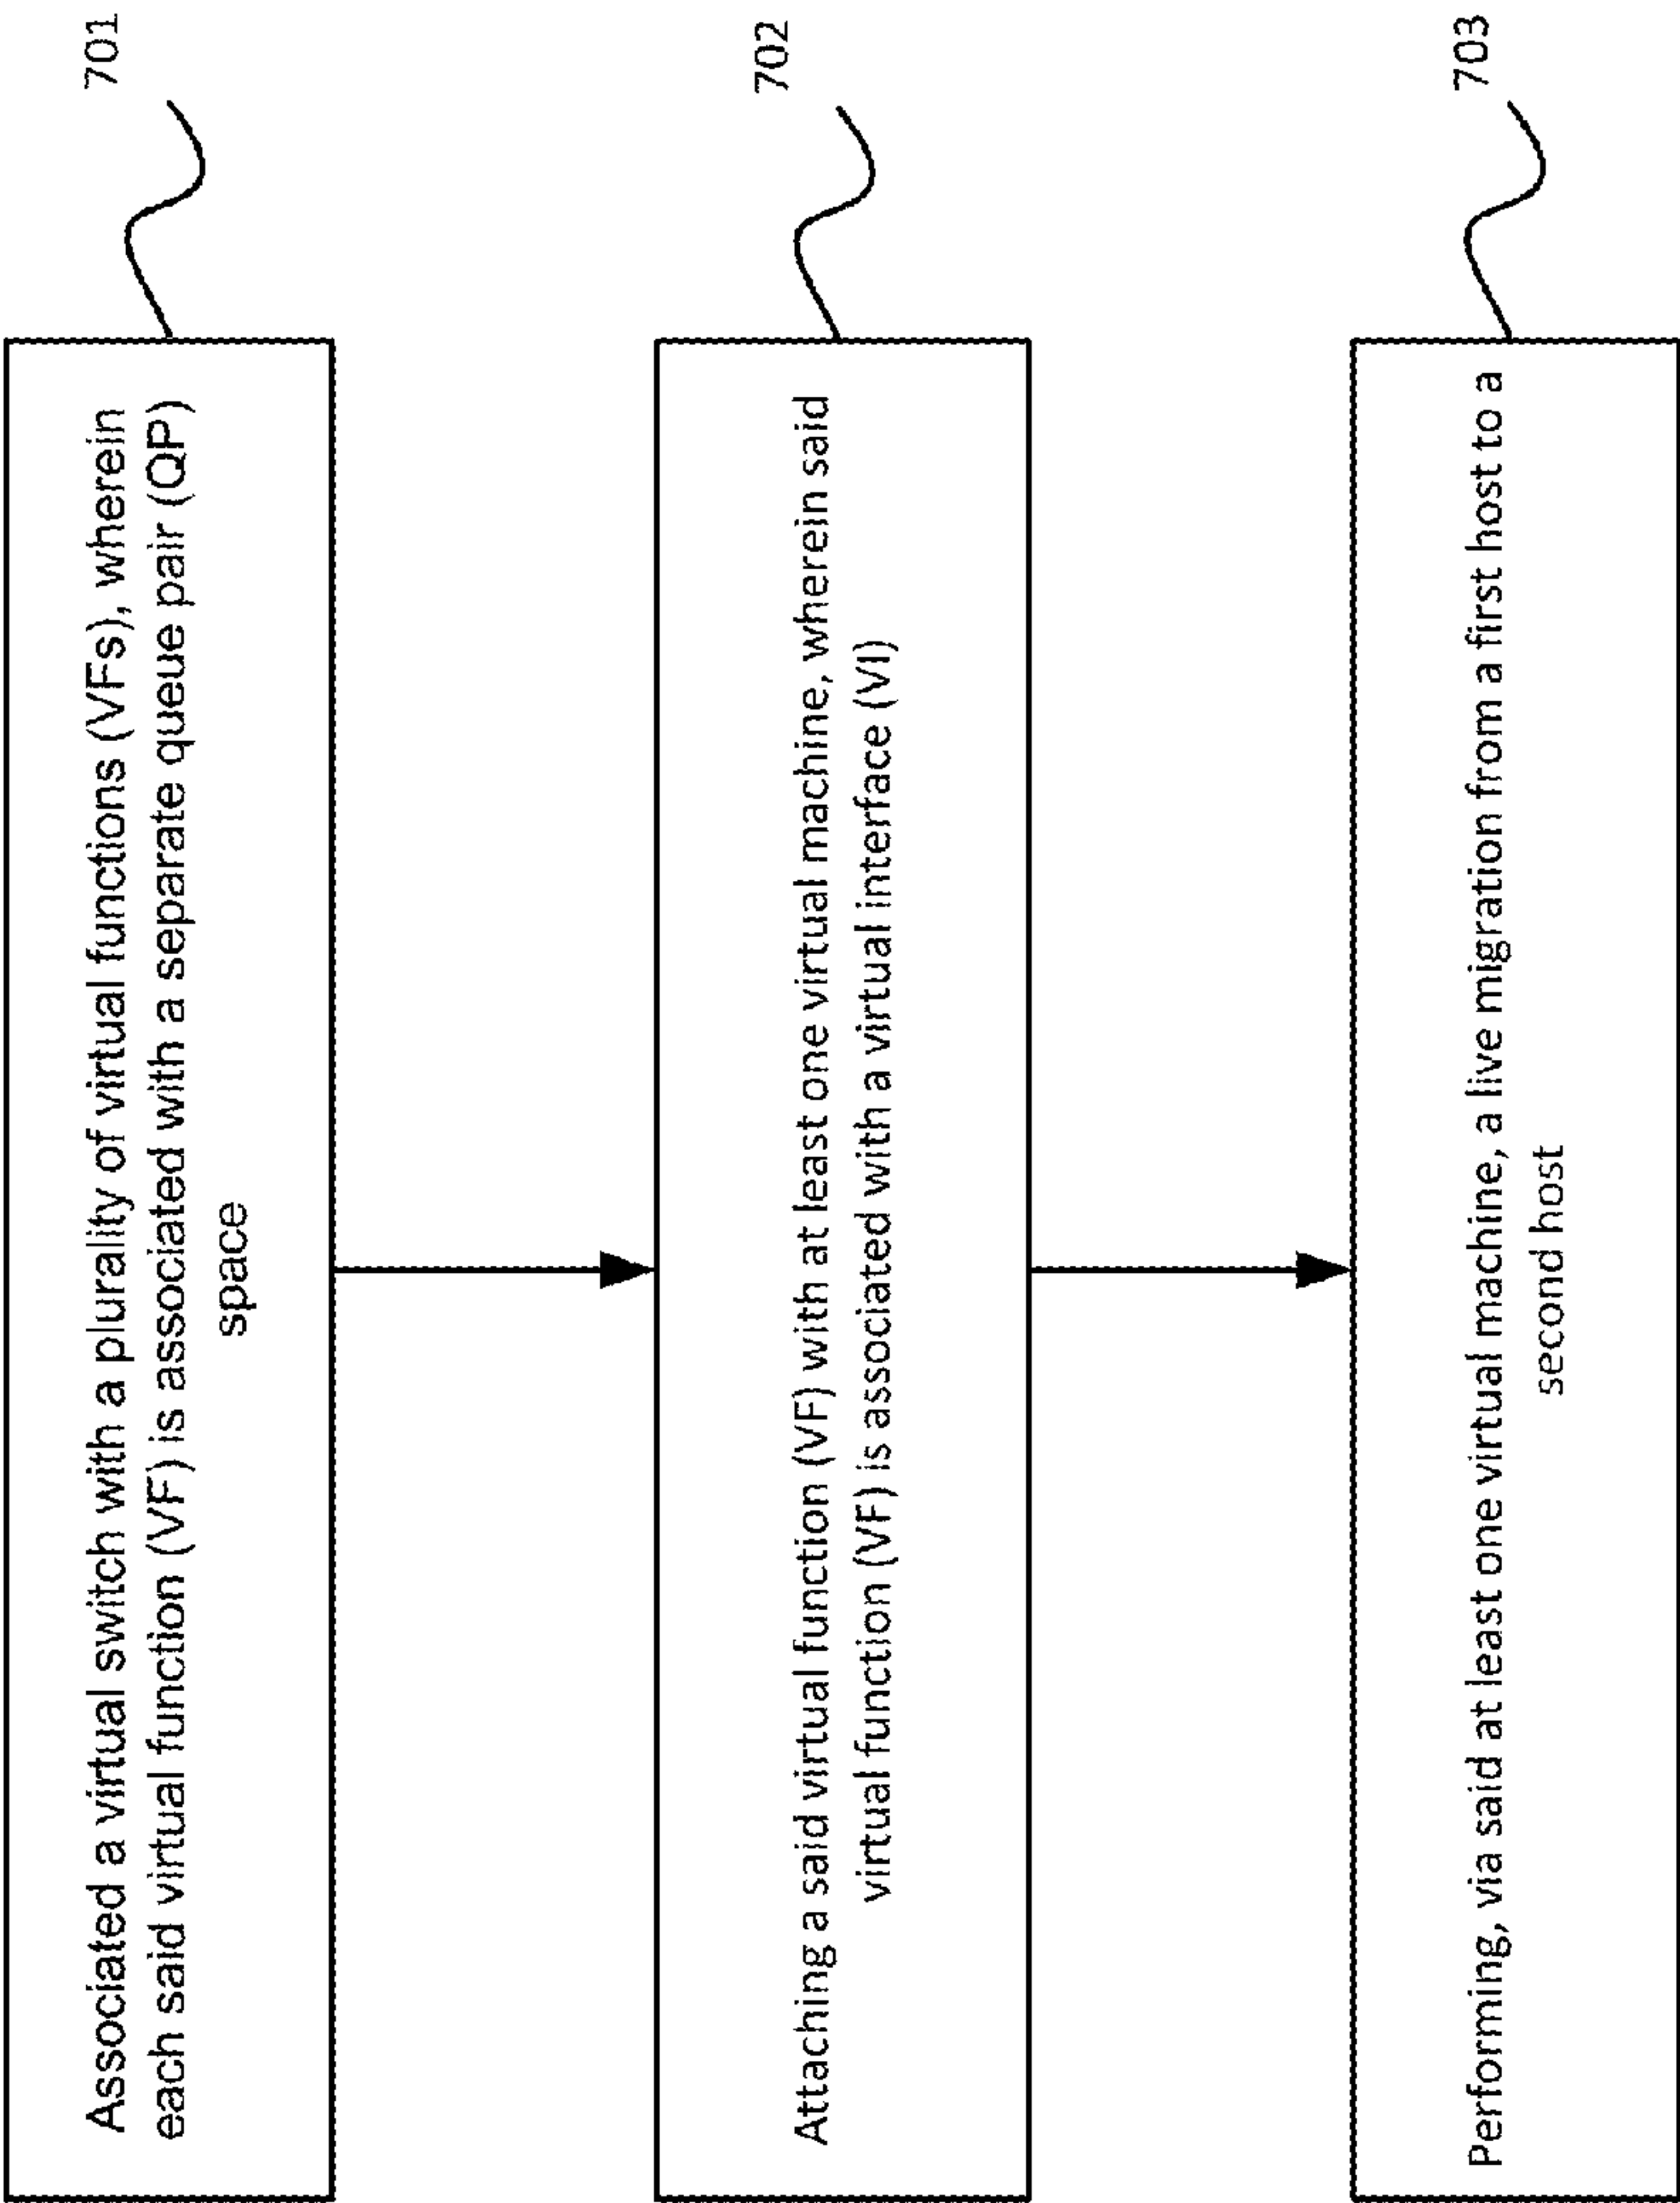 701
Associated a virtual switch with a plurality of virtual functions (VFs), wherein
each said virtual function (VF) is associated with a separate queue pair (QP)
space
702
Attaching a said virtual function (VF) with at least one virtual machine, wherein said
virtual function (VF) is associated with a virtual interface (VI)
703
Performing, via said at least one virtual machine, a live migration from a first host to a
second host